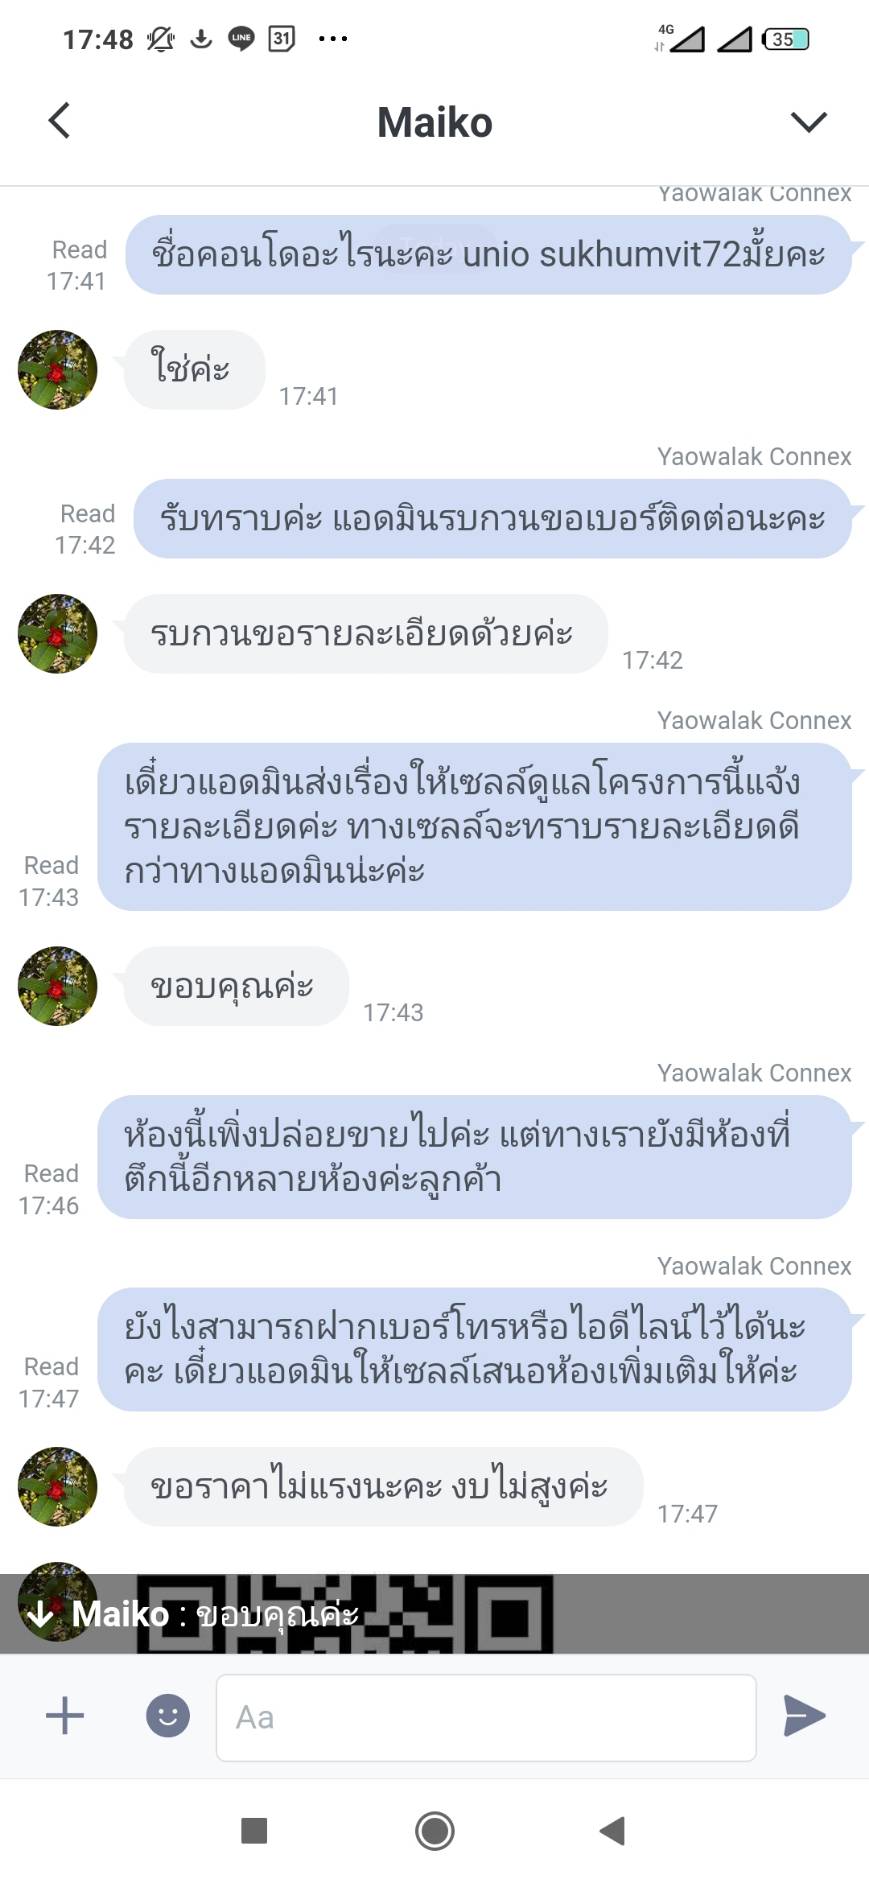 17:48 LINE 31 ... 4G 35
Maiko
Yaowalak Connex
ชื่อคอนโดอะไรนะคะ unio sukhumvit72มั้ยคะ
Read
17:41
ใช่ค่ะ
17:41
Yaowalak Connex
รับทราบค่ะ แอดมินรบกวนขอเบอร์ติดต่อนะคะ
Read
17:42
รบกวนขอรายละเอียดด้วยค่ะ
17:42
Yaowalak Connex
เดี๋ยวแอดมินส่งเรื่องให้เซลล์ดูแลโครงการนี้แจ้ง
รายละเอียดค่ะ ทางเซลล์จะทราบรายละเอียดดี
กว่าทางแอดมินน่ะค่ะ
Read
17:43
ขอบคุณค่ะ
17:43
Yaowalak Connex
ห้องนี้เพิ่งปล่อยขายไปค่ะ แต่ทางเรายังมีห้องที่
ตึกนี้อีกหลายห้องค่ะลูกค้า
Read
17:46
Yaowalak Connex
ยังไงสามารถฝากเบอร์โทรหรือไอดีไลน์ไว้ได้นะ
คะ เดี๋ยวแอดมินให้เซลล์เสนอห้องเพิ่มเติมให้ค่ะ
Read
17:47
ขอราคาไม่แรงนะคะ งบไม่สูงค่ะ
17:47
Maiko : ขอบคุณค่ะ
Aa